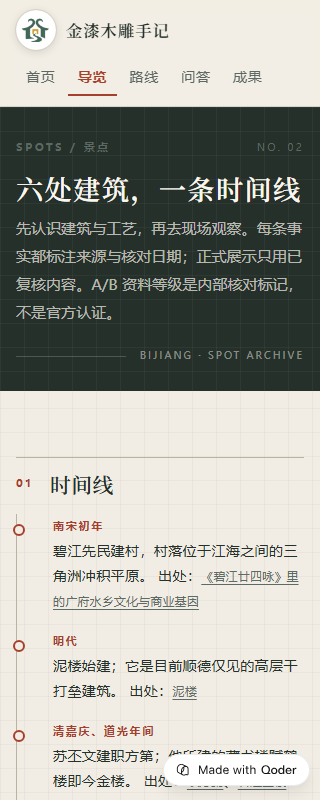 金漆木雕手记
首页 导览 路线 问答 成果
SPOTS / 景点 NO. 02
六处建筑，一条时间线
先认识建筑与工艺，再去现场观察。每条事
实都标注来源与核对日期；正式展示只用已
复核内容。A/B 资料等级是内部核对标记，
不是官方认证。
BIJIANG · SPOT ARCHIVE
01 时间线
南宋初年
碧江先民建村，村落位于江海之间的三
角洲冲积平原。 出处：《碧江廿四咏》里
的广府水乡文化与商业基因
明代
泥楼始建；它是目前顺德仅见的高层干
打垒建筑。 出处：泥楼
清嘉庆、道光年间
苏丕文建职方第；他所建的藏书楼赋鹤
楼即今金楼。 出处
Made with Qoder